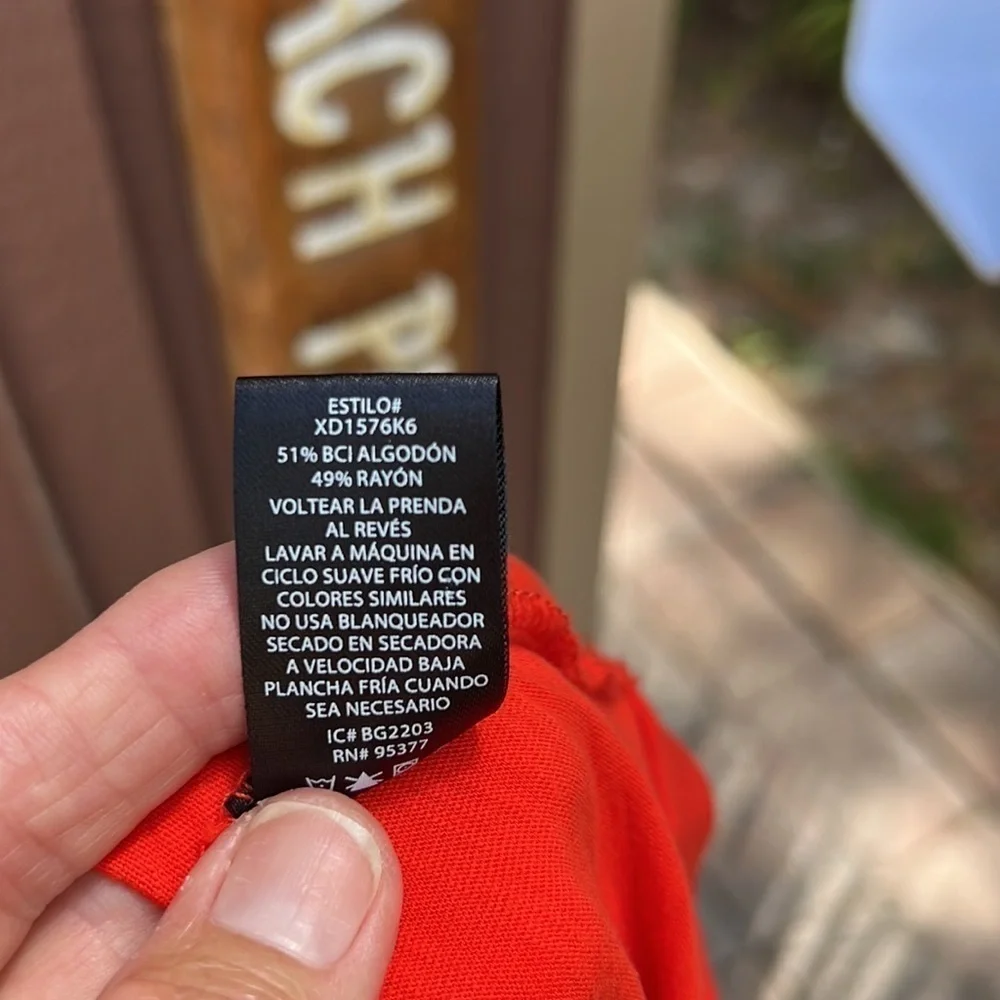 ACH P
ESTILO#
XD1576K6
51% BCI ALGODÓN
49% RAYÓN
VOLTEAR LA PRENDA
AL REVÉS
LAVAR A MÁQUINA EN
CICLO SUAVE FRÍO CON
COLORES SIMILARES
NO USA BLANQUEADOR
SECADO EN SECADORA
A VELOCIDAD BAJA
PLANCHA FRÍA CUANDO
SEA NECESARIO
IC# BG2203
RN# 95377